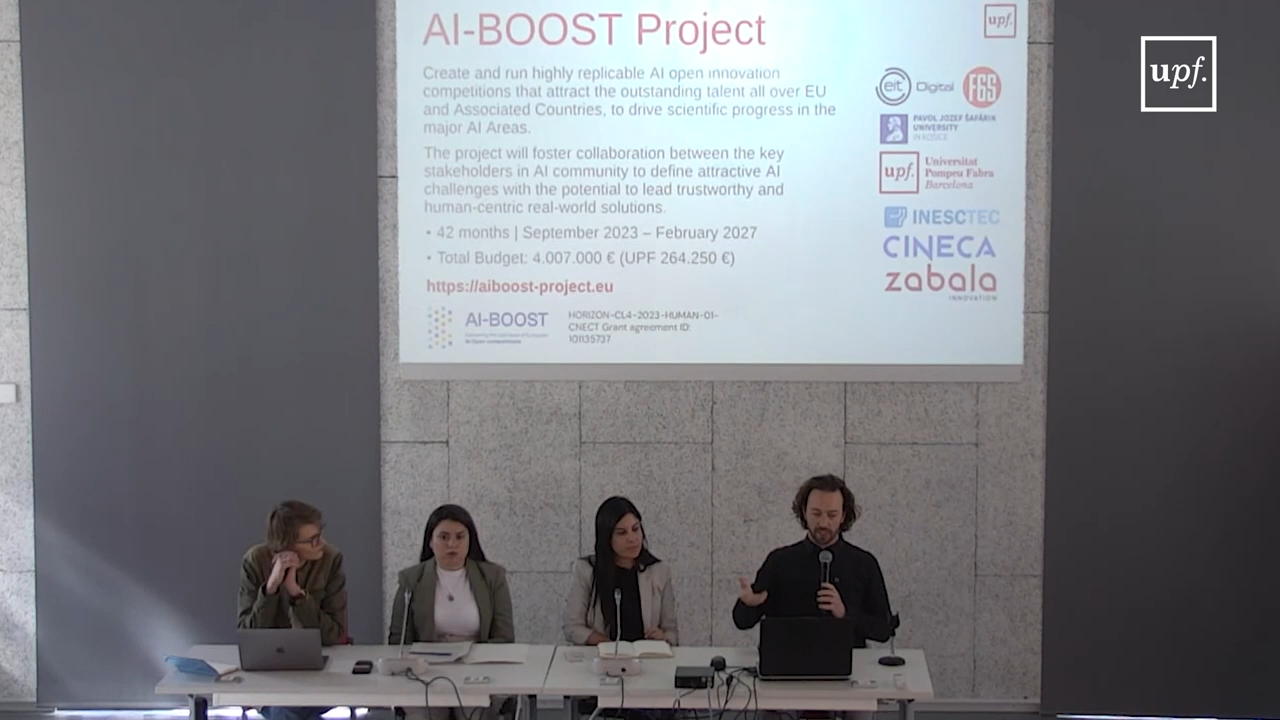 AI-BOOST Project
upf.
upf.
Create and run highly replicable AI open innovation
competitions that attract the outstanding talent all over EU
and Associated Countries, to drive scientific progress in the
major AI Areas.
The project will foster collaboration between the key
stakeholders in AI community to define attractive AI
challenges with the potential to lead trustworthy and
human-centric real-world solutions.
• 42 months | September 2023 – February 2027
• Total Budget: 4.007.000 € (UPF 264.250 €)
https://aiboost-project.eu
AI-BOOST
HORIZON-CL4-2023-HUMAN-01-
CNECT Grant agreement ID:
101135737
eit Digital
F6S
PAVOL JOZEF ŠAFÁRIK
UNIVERSITY
IN KOŠICE
upf.
Universitat
Pompeu Fabra
Barcelona
INESCTEC
CINECA
zabala
INNOVATION